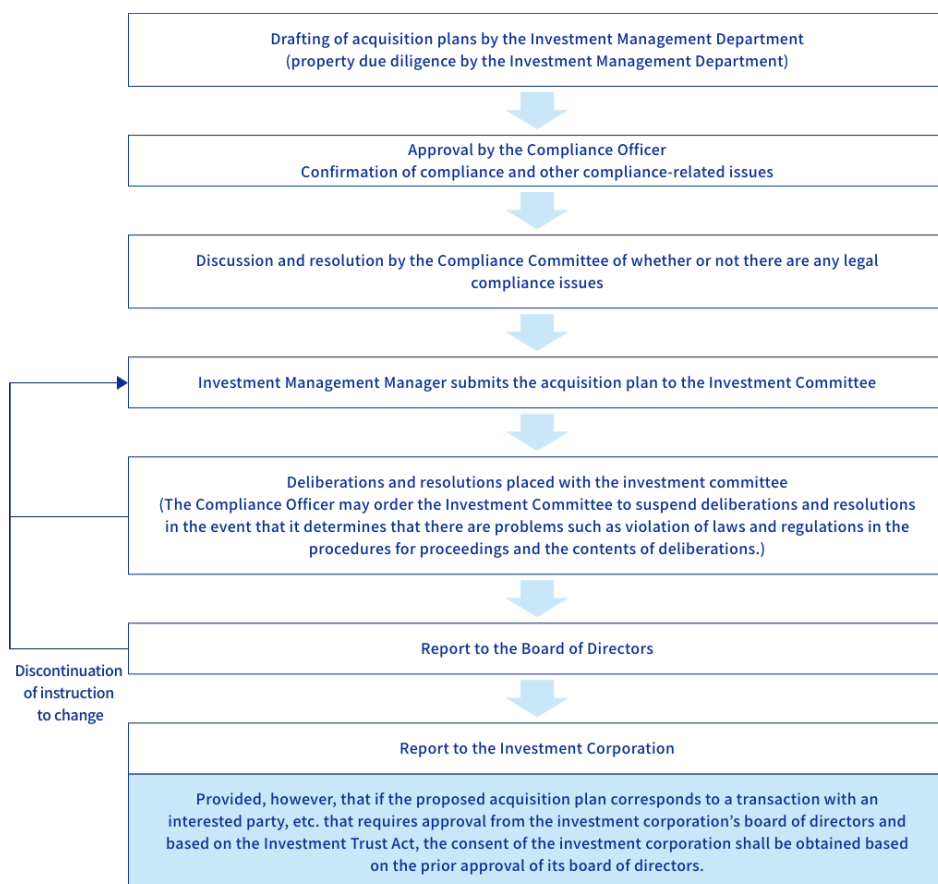 Drafting of acquisition plans by the Investment Management Department
(property due diligence by the Investment Management Department)
Approval by the Compliance Officer
Confirmation of compliance and other compliance-related issues
Discussion and resolution by the Compliance Committee of whether or not there are any legal
compliance issues
Investment Management Manager submits the acquisition plan to the Investment Committee
Deliberations and resolutions placed with the investment committee
(The Compliance Officer may order the Investment Committee to suspend deliberations and resolutions
in the event that it determines that there are problems such as violation of laws and regulations in the
procedures for proceedings and the contents of deliberations.)
Report to the Board of Directors
Discontinuation
of instruction
to change
Report to the Investment Corporation
Provided, however, that if the proposed acquisition plan corresponds to a transaction with an
interested party, etc. that requires approval from the investment corporation’s board of directors and
based on the Investment Trust Act, the consent of the investment corporation shall be obtained based
on the prior approval of its board of directors.